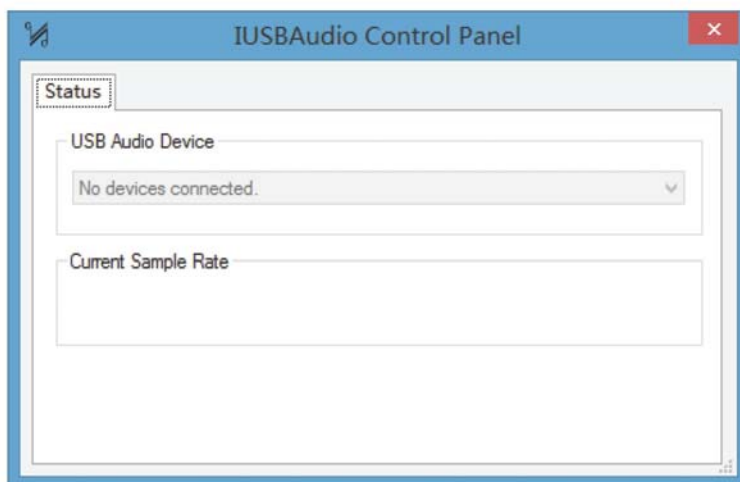 IUSBAudio Control Panel
Status
USB Audio Device
No devices connected.
Current Sample Rate